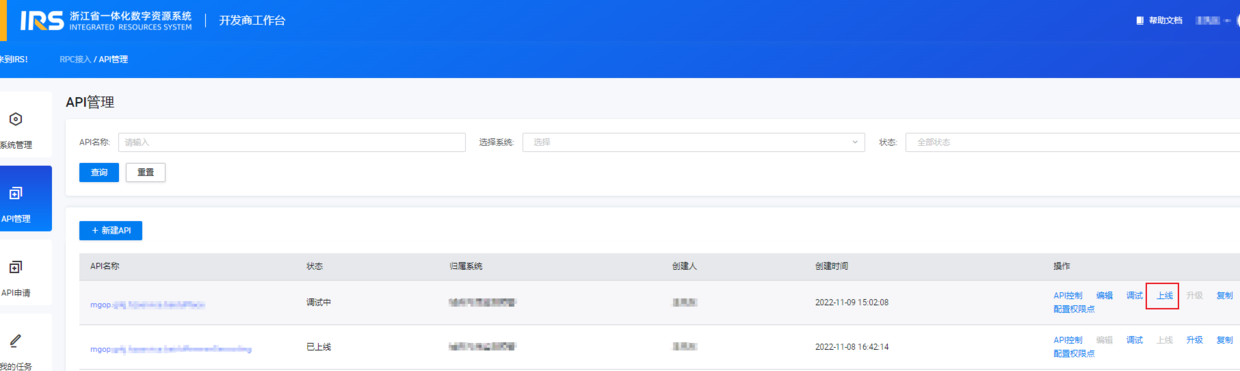 IRS 浙江省一体化数字资源系统 开发商工作台 帮助文档
INTEGRATED RESOURCES SYSTEM
来到IRS! RPC接入 / API管理
API管理
系统管理
API管理
API申请
我的任务
API名称: 请输入 选择系统: 选择 状态: 全部状态
查询 重置
+ 新建API
API名称 状态 归属系统 创建人 创建时间 操作
mgop 调试中 2022-11-09 15:02:08 API控制 编辑 调试 上线 升级 复制
配置权限点
mgop 已上线 2022-11-08 16:42:14 API控制 编辑 调试 上线 升级 复制
配置权限点